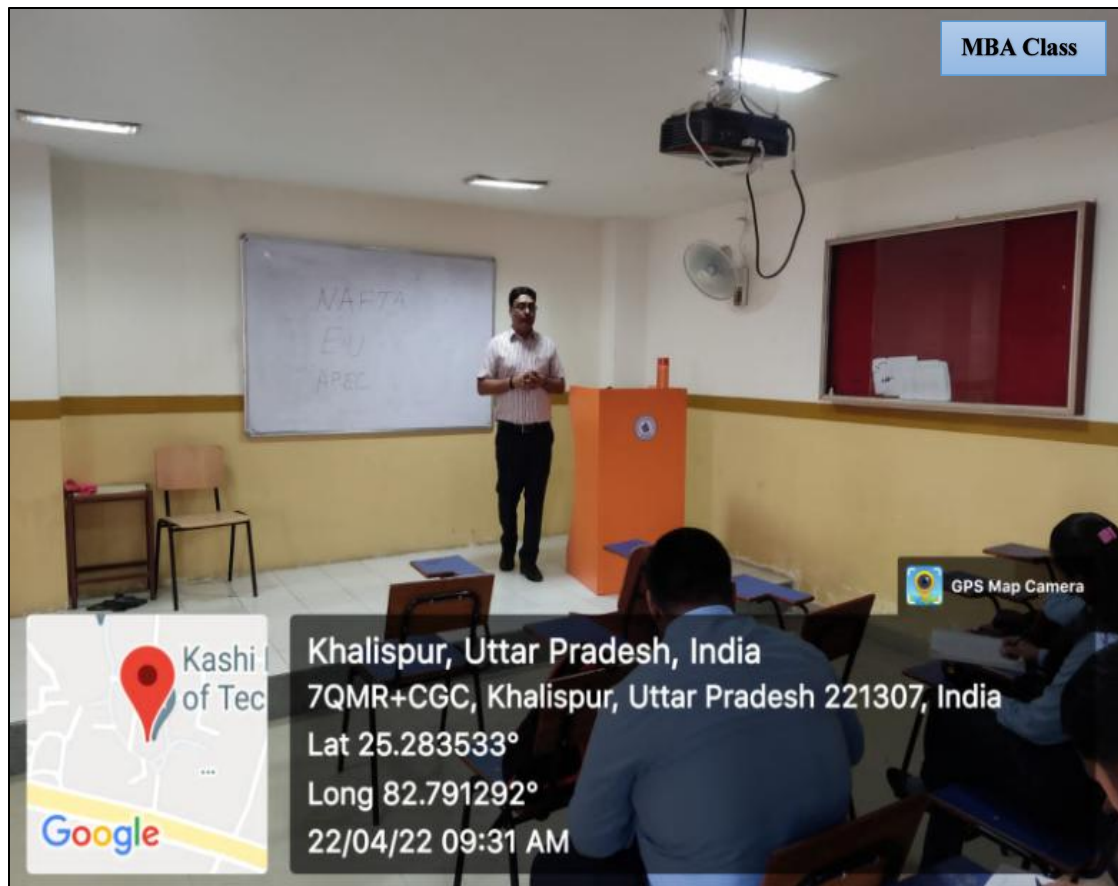 MBA Class
NAFTA
APEC
GPS Map Camera
Kashi I
of Tec
Google
Khalispur, Uttar Pradesh, India
7QMR+CGC, Khalispur, Uttar Pradesh 221307, India
Lat 25.283533°
Long 82.791292°
22/04/22 09:31 AM